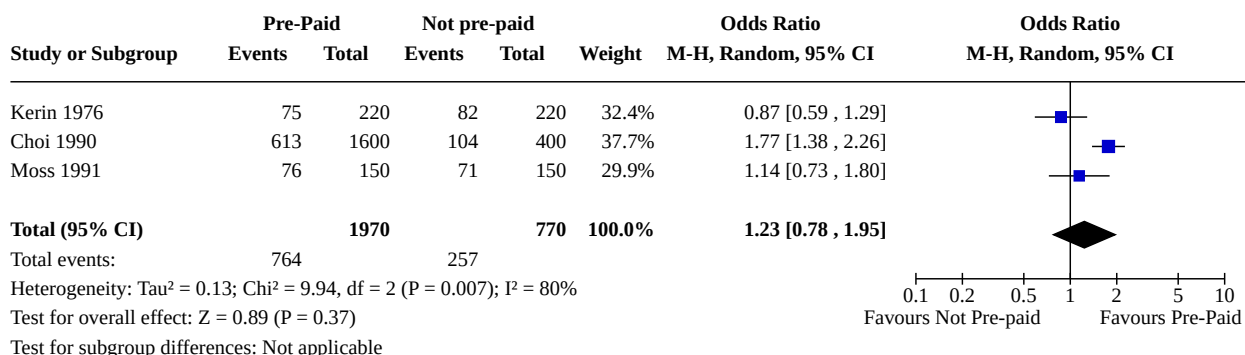 Pre-Paid Not pre-paid Odds Ratio Odds Ratio
Study or Subgroup Events Total Events Total Weight M-H, Random, 95% CI M-H, Random, 95% CI
Kerin 1976 75 220 82 220 32.4% 0.87 [0.59 , 1.29]
Choi 1990 613 1600 104 400 37.7% 1.77 [1.38 , 2.26]
Moss 1991 76 150 71 150 29.9% 1.14 [0.73 , 1.80]
Total (95% CI) 1970 770 100.0% 1.23 [0.78 , 1.95]
Total events: 764 257
Heterogeneity: Tau² = 0.13; Chi² = 9.94, df = 2 (P = 0.007); I² = 80%
0.1 0.2 0.5 1 2 5 10
Test for overall effect: Z = 0.89 (P = 0.37) Favours Not Pre-paid Favours Pre-Paid
Test for subgroup differences: Not applicable